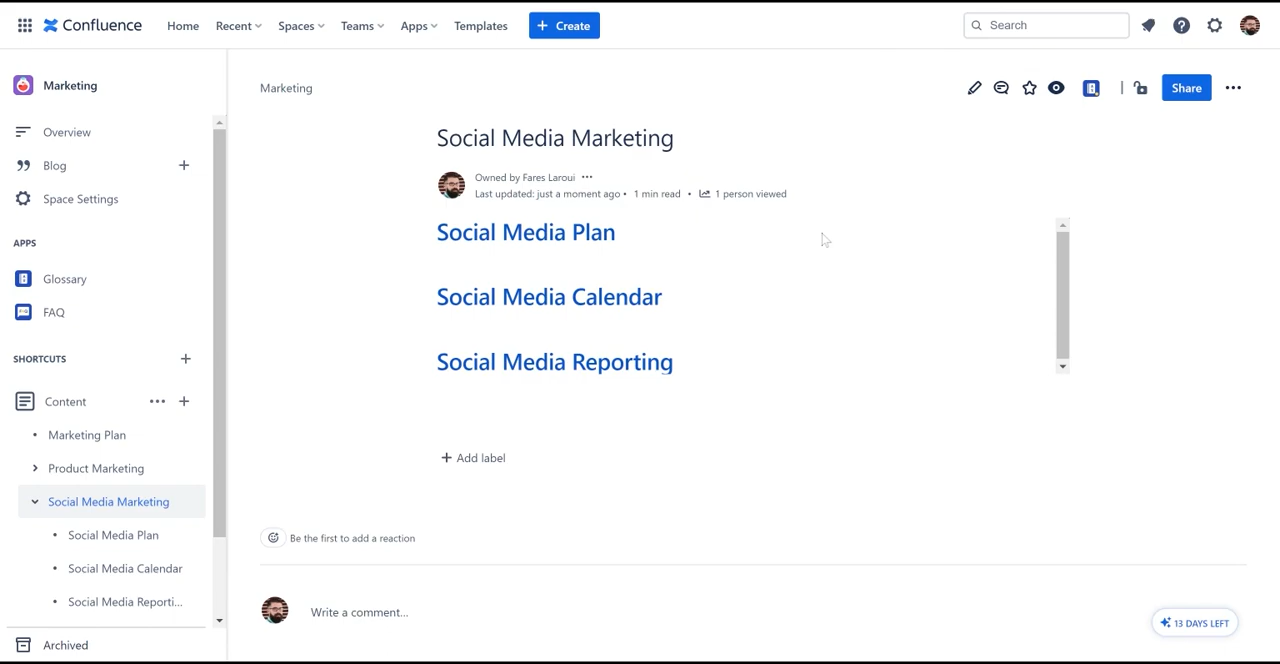 Confluence Home Recent Spaces Teams Apps Templates + Create Search
Marketing
Overview
Blog
Space Settings
APPS
Glossary
FAQ
SHORTCUTS
Content
Marketing Plan
Product Marketing
Social Media Marketing
Social Media Plan
Social Media Calendar
Social Media Reporti...
Archived
Marketing
Share
Social Media Marketing
Owned by Fares Laroui •••
Last updated: just a moment ago • 1 min read • 1 person viewed
Social Media Plan
Social Media Calendar
Social Media Reporting
+ Add label
Be the first to add a reaction
Write a comment...
13 DAYS LEFT